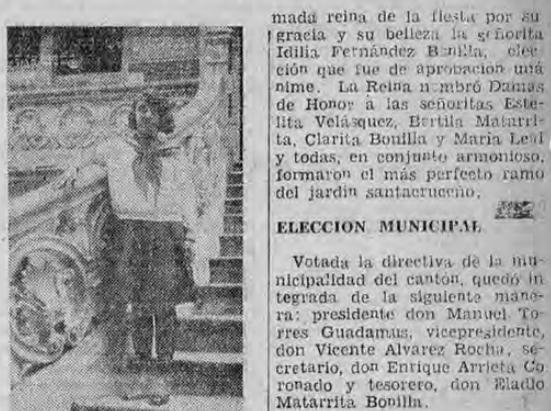 mada reina de la fiesta por su
gracia y su belleza la señorita
Idilia Fernández Bonilla, elec-
ción que fue de aprobación uná
nime. La Reina nombró Damas
de Honor a las señoritas Este-
lita Velásquez, Bertila Matarri-
ta, Clarita Bonilla y María Leal
y todas, en conjunto armonioso,
formaron el más perfecto ramo
del jardín santacruceño.
ELECCION MUNICIPAL
Votada la directiva de la mu-
nicipalidad del cantón, quedó in
tegrada de la siguiente mane-
ra: presidente don Manuel To-
rres Guadamus, vicepresidente,
don Vicente Alvarez Rocha, se-
cretario, don Enrique Arrieta Co
ronado y tesorero, don Eladio
Matarrita Bonilla.